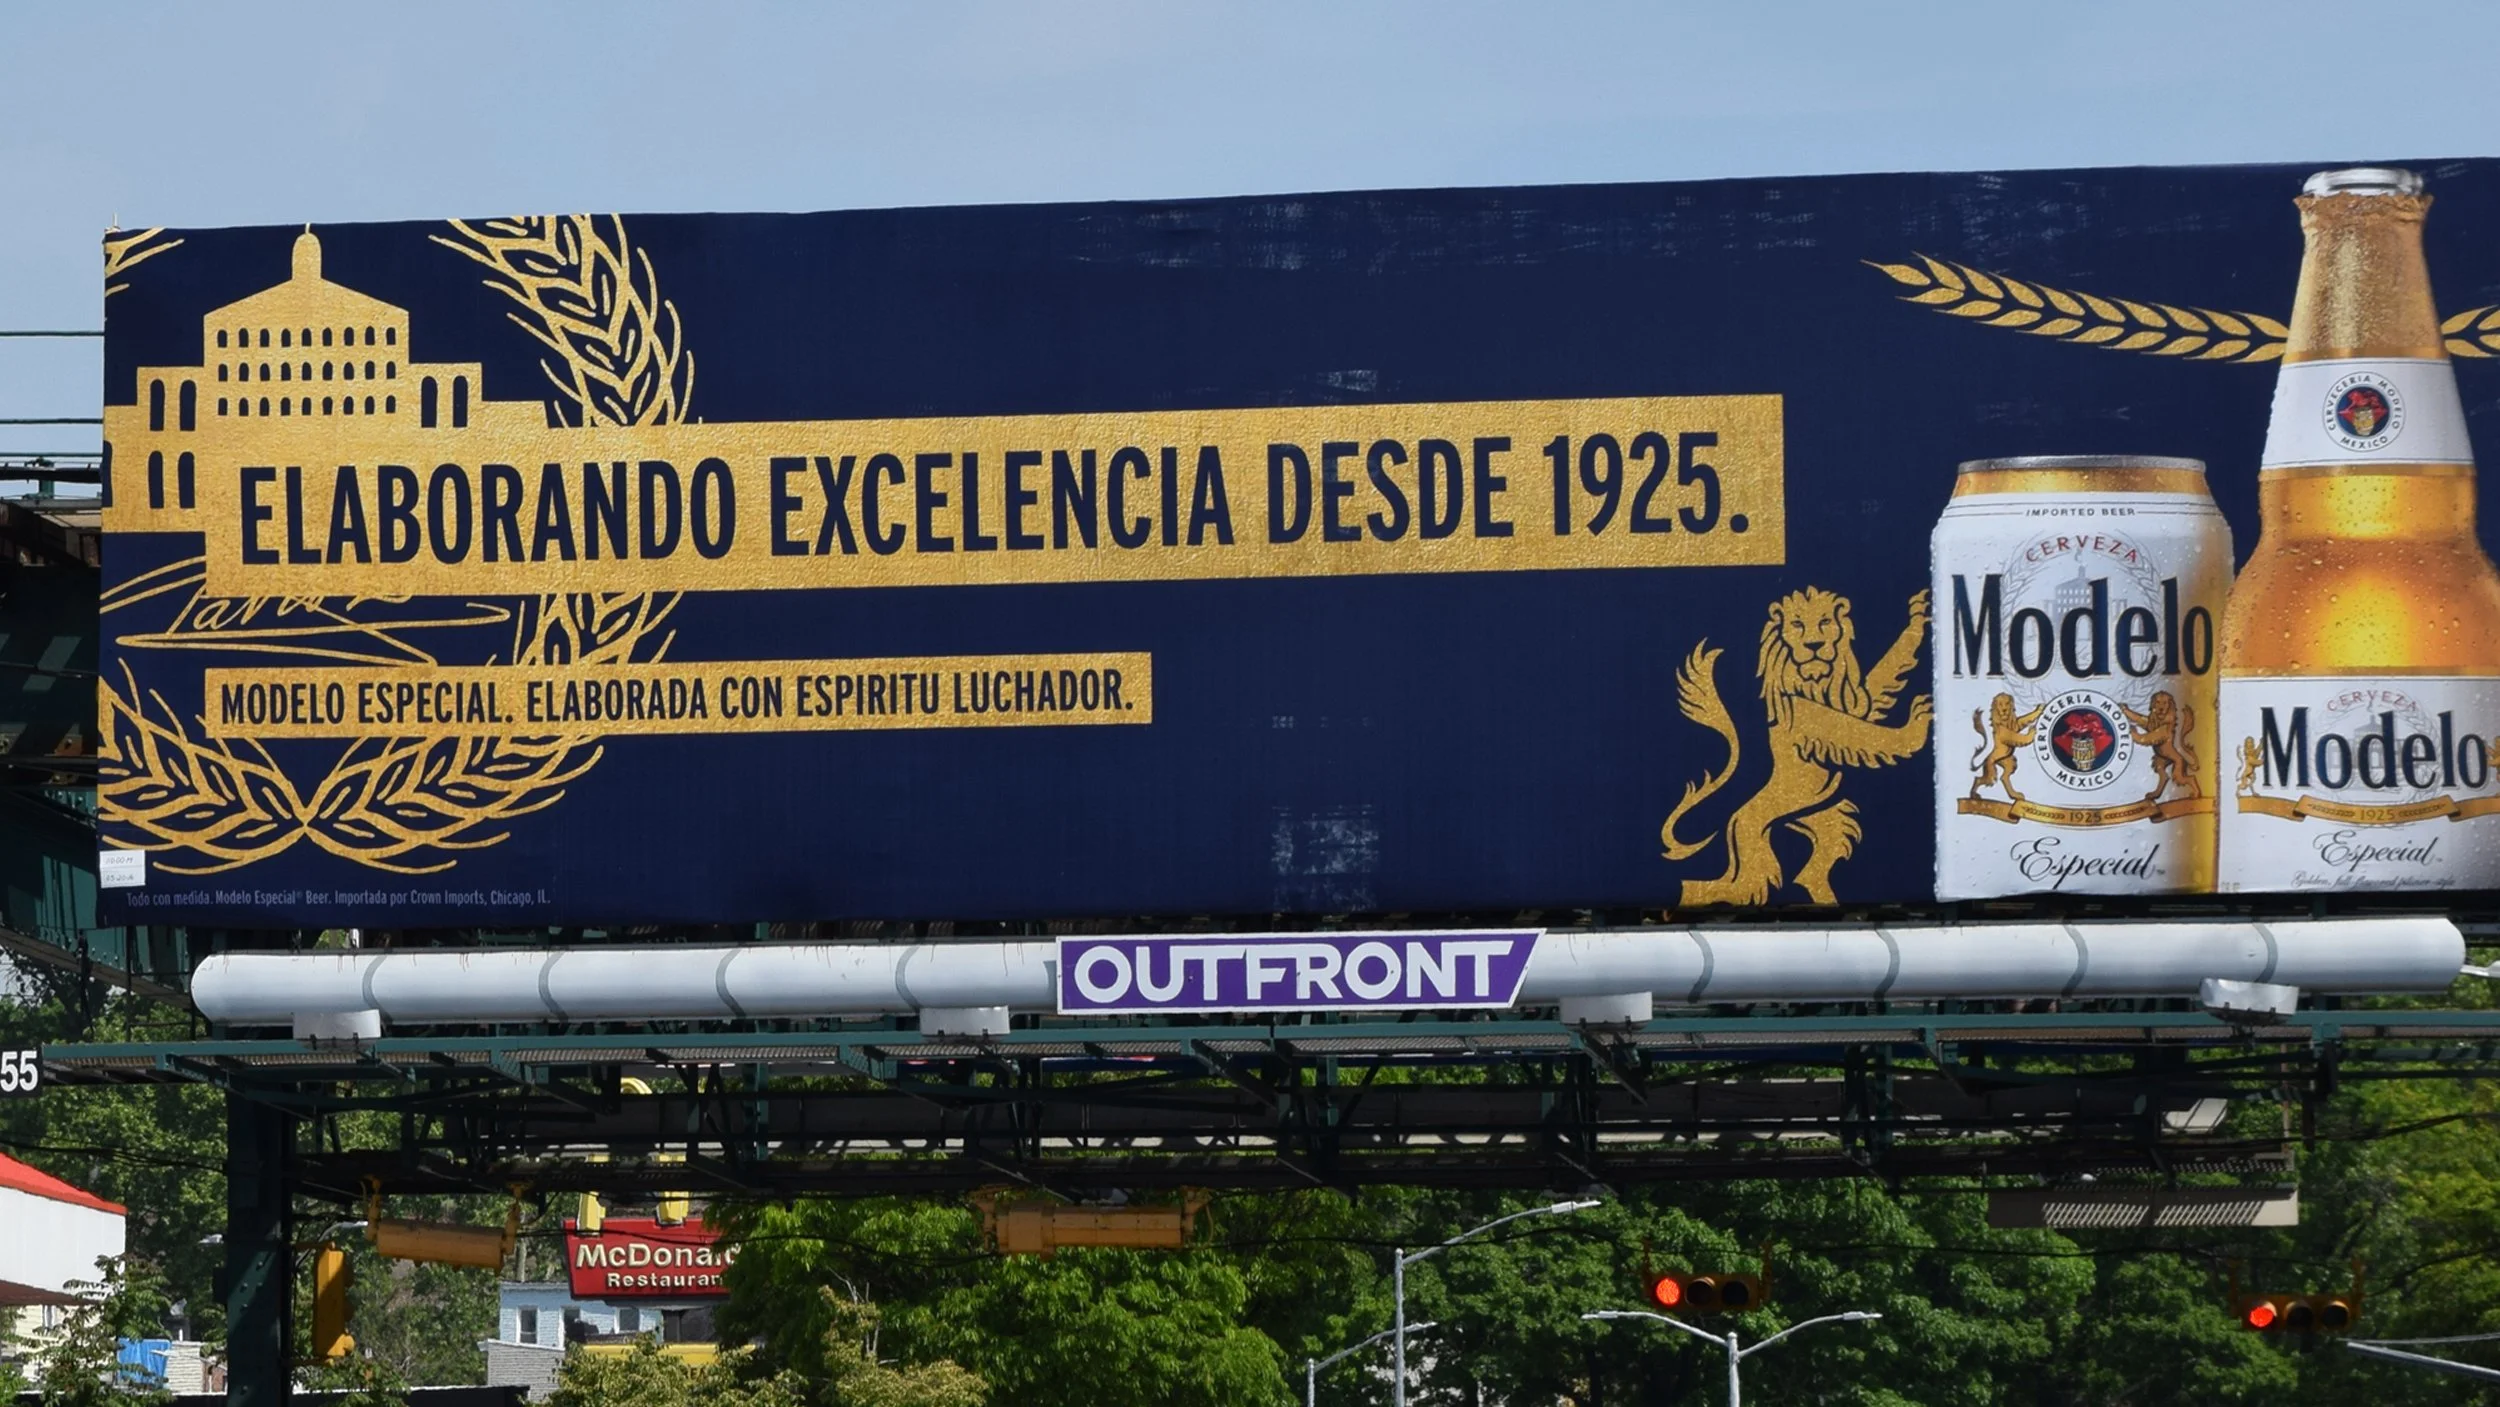 ELABORANDO EXCELENCIA DESDE 1925.
MODELO ESPECIAL. ELABORADA CON ESPIRITU LUCHADOR.
Todo con medida. Modelo Especial® Beer. Importada por Crown Imports, Chicago, IL.
IMPORTED BEER
CERVEZA
Modelo
CERVECERIA MODELO
MEXICO
1925
Especial
CERVECERIA MODELO
MEXICO
CERVEZA
Modelo
1925
Especial
OUTFRONT
55
McDonald
Restauran